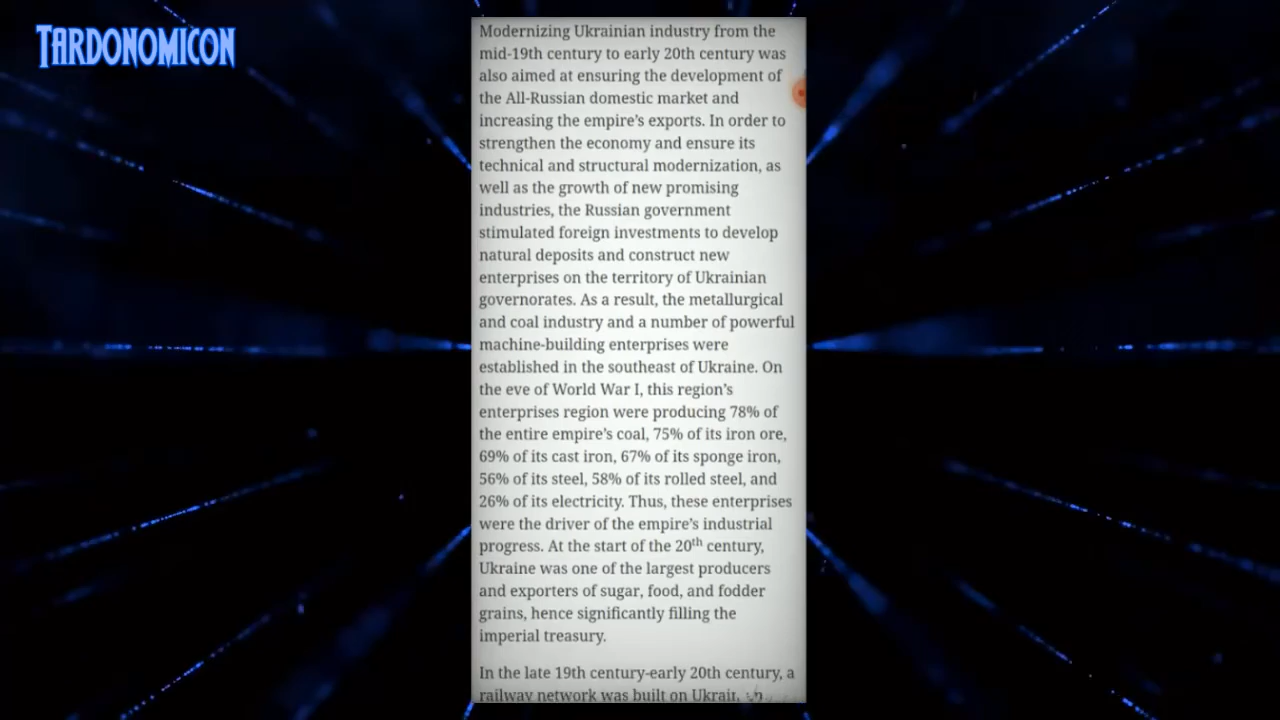 TARDONOMICON
Modernizing Ukrainian industry from the
mid-19th century to early 20th century was
also aimed at ensuring the development of
the All-Russian domestic market and
increasing the empire's exports. In order to
strengthen the economy and ensure its
technical and structural modernization, as
well as the growth of new promising
industries, the Russian government
stimulated foreign investments to develop
natural deposits and construct new
enterprises on the territory of Ukrainian
governorates. As a result, the metallurgical
and coal industry and a number of powerful
machine-building enterprises were
established in the southeast of Ukraine. On
the eve of World War I, this region's
enterprises region were producing 78% of
the entire empire's coal, 75% of its iron ore,
69% of its cast iron, 67% of its sponge iron,
56% of its steel, 58% of its rolled steel, and
26% of its electricity. Thus, these enterprises
were the driver of the empire's industrial
progress. At the start of the 20th century,
Ukraine was one of the largest producers
and exporters of sugar, food, and fodder
grains, hence significantly filling the
imperial treasury.
In the late 19th century-early 20th century, a
railway network was built on